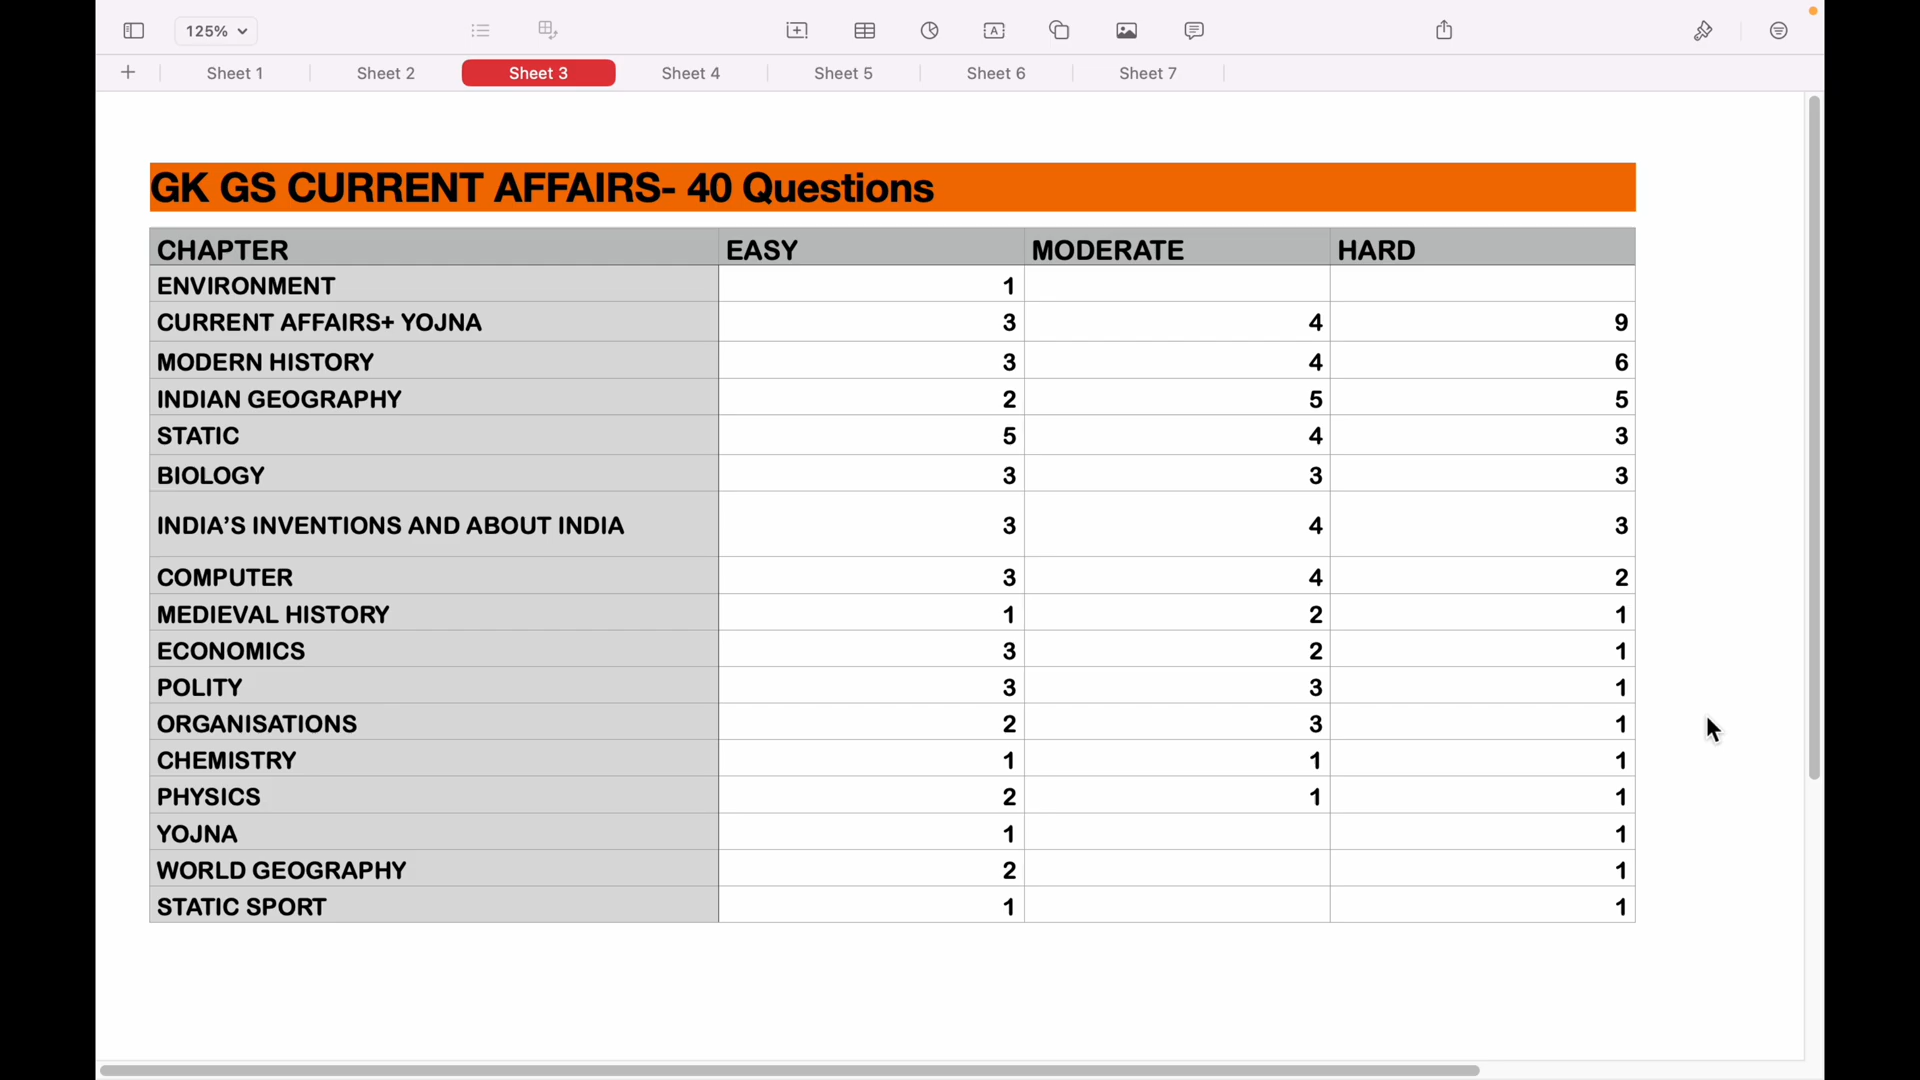 125%
Sheet 1 Sheet 2 Sheet 3 Sheet 4 Sheet 5 Sheet 6 Sheet 7
GK GS CURRENT AFFAIRS- 40 Questions
CHAPTER EASY MODERATE HARD
ENVIRONMENT 1
CURRENT AFFAIRS+ YOJNA 3 4 9
MODERN HISTORY 3 4 6
INDIAN GEOGRAPHY 2 5 5
STATIC 5 4 3
BIOLOGY 3 3 3
INDIA’S INVENTIONS AND ABOUT INDIA 3 4 3
COMPUTER 3 4 2
MEDIEVAL HISTORY 1 2 1
ECONOMICS 3 2 1
POLITY 3 3 1
ORGANISATIONS 2 3 1
CHEMISTRY 1 1 1
PHYSICS 2 1 1
YOJNA 1 1
WORLD GEOGRAPHY 2 1
STATIC SPORT 1 1